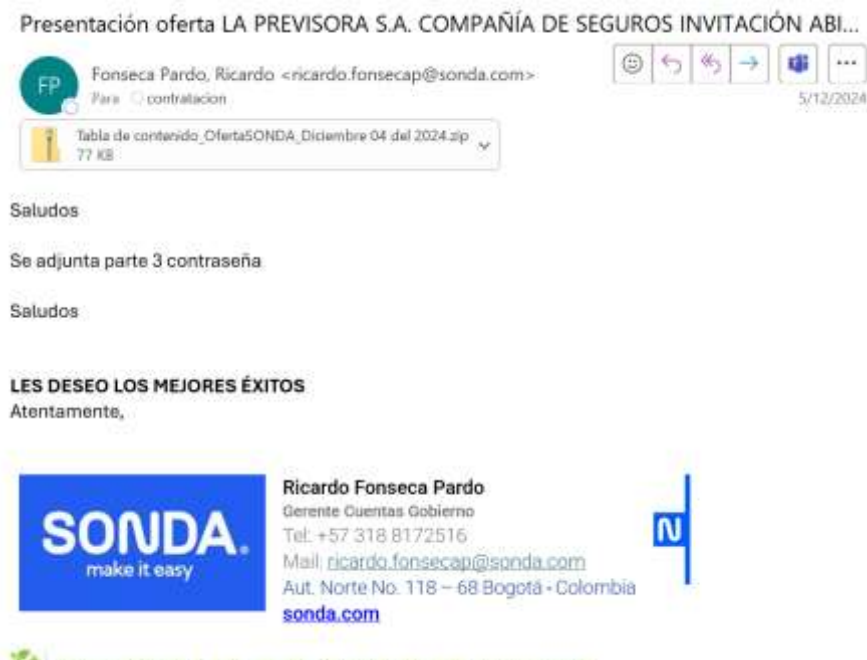 Presentación oferta LA PREVISORA S.A. COMPAÑÍA DE SEGUROS INVITACIÓN ABI...
FP
Fonseca Pardo, Ricardo <ricardo.fonsecap@sonda.com>
Para contratacion
5/12/2024
Tabla de contenido_OfertaSONDA_Diciembre 04 del 2024.zip
77 KB
Saludos
Se adjunta parte 3 contraseña
Saludos
LES DESEO LOS MEJORES ÉXITOS
Atentamente,
SONDA.
make it easy
Ricardo Fonseca Pardo
Gerente Cuentas Gobierno
Tel: +57 318 8172516
Mail: ricardo.fonsecap@sonda.com
Aut. Norte No. 118 – 68 Bogotá - Colombia
sonda.com